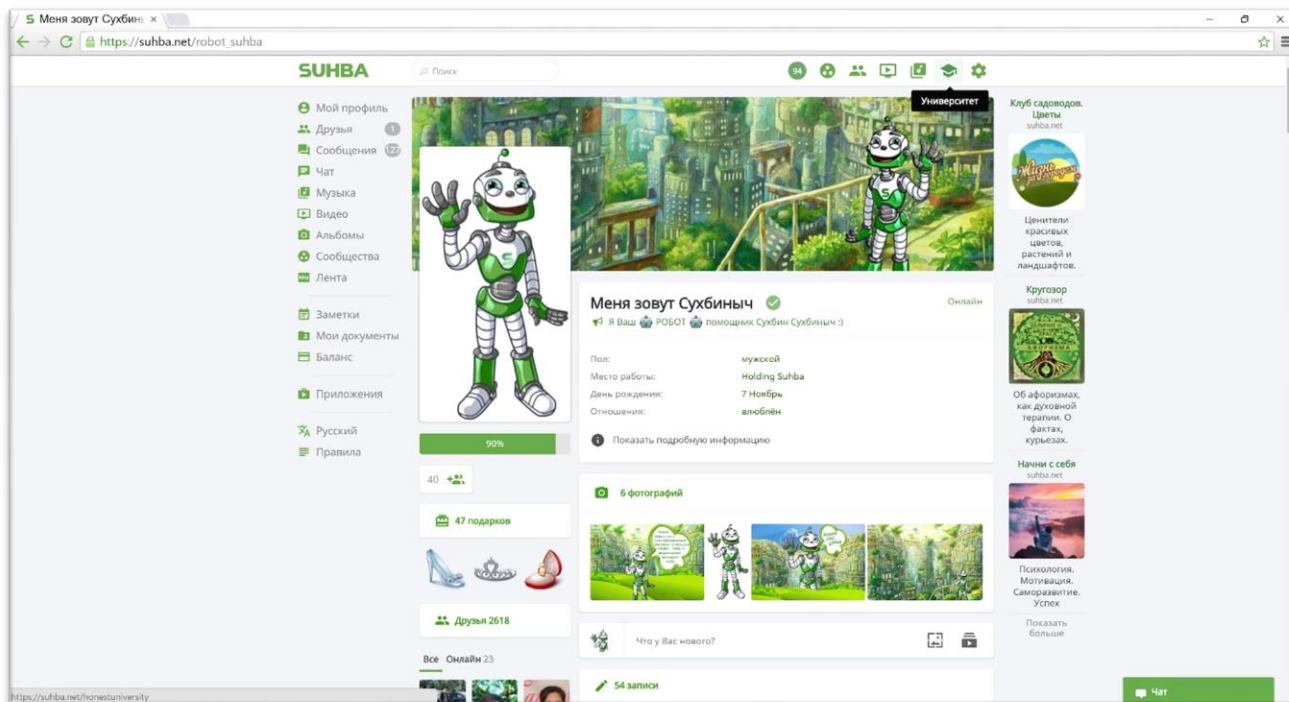 S Меня зовут Сухбин
https://suhba.net/robot_suhba
SUHBA
Поиск
94
Университет
Мой профиль
Друзья 1
Сообщения 127
Чат
Музыка
Видео
Альбомы
Сообщества
Лента
Заметки
Мои документы
Баланс
Приложения
Русский
Правила
Меня зовут Сухбиныч
Онлайн
Я Ваш РОБОТ помощник Сухбин Сухбиныч :)
Пол: мужской
Место работы: Holding Suhba
День рождения: 7 Ноябрь
Отношения: влюблён
Показать подробную информацию
90%
40
47 подарков
Друзья 2618
Все Онлайн 23
6 фотографий
Что у Вас нового?
54 записи
Клуб садоводов.
Цветы
suhba.net
Жизнь
за городом
Ценители
красивых
цветов,
растений и
ландшафтов.
Кругозор
suhba.net
АФОРИЗМА
Об афоризмах,
как духовной
терапии. О
фактах,
курьезах.
Начни с себя
suhba.net
Психология.
Мотивация.
Саморазвитие.
Успех
Показать
больше
https://suhba.net/honestuniversity
Чат